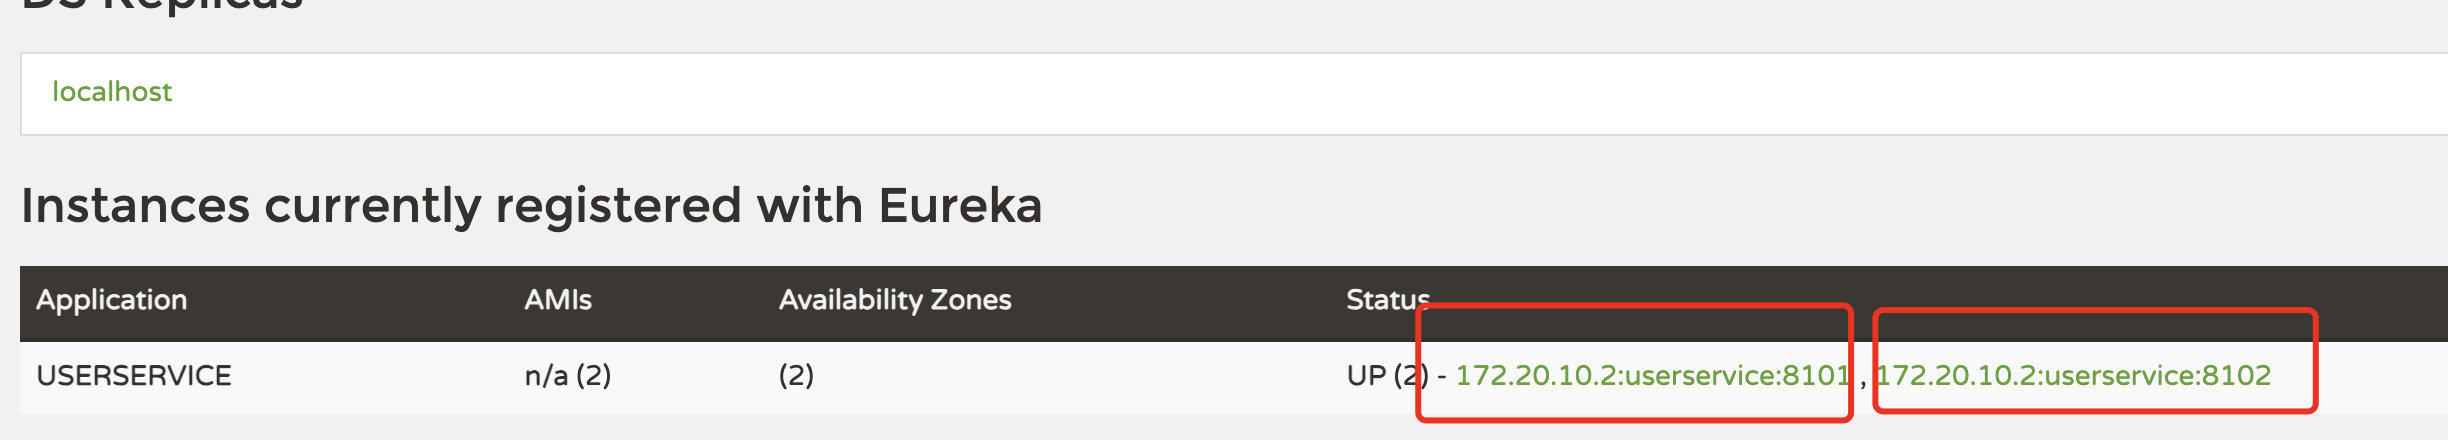 DS Replicas
localhost
Instances currently registered with Eureka
Application AMIs Availability Zones Status
USERSERVICE n/a (2) (2) UP (2) - 172.20.10.2:userservice:8101 , 172.20.10.2:userservice:8102